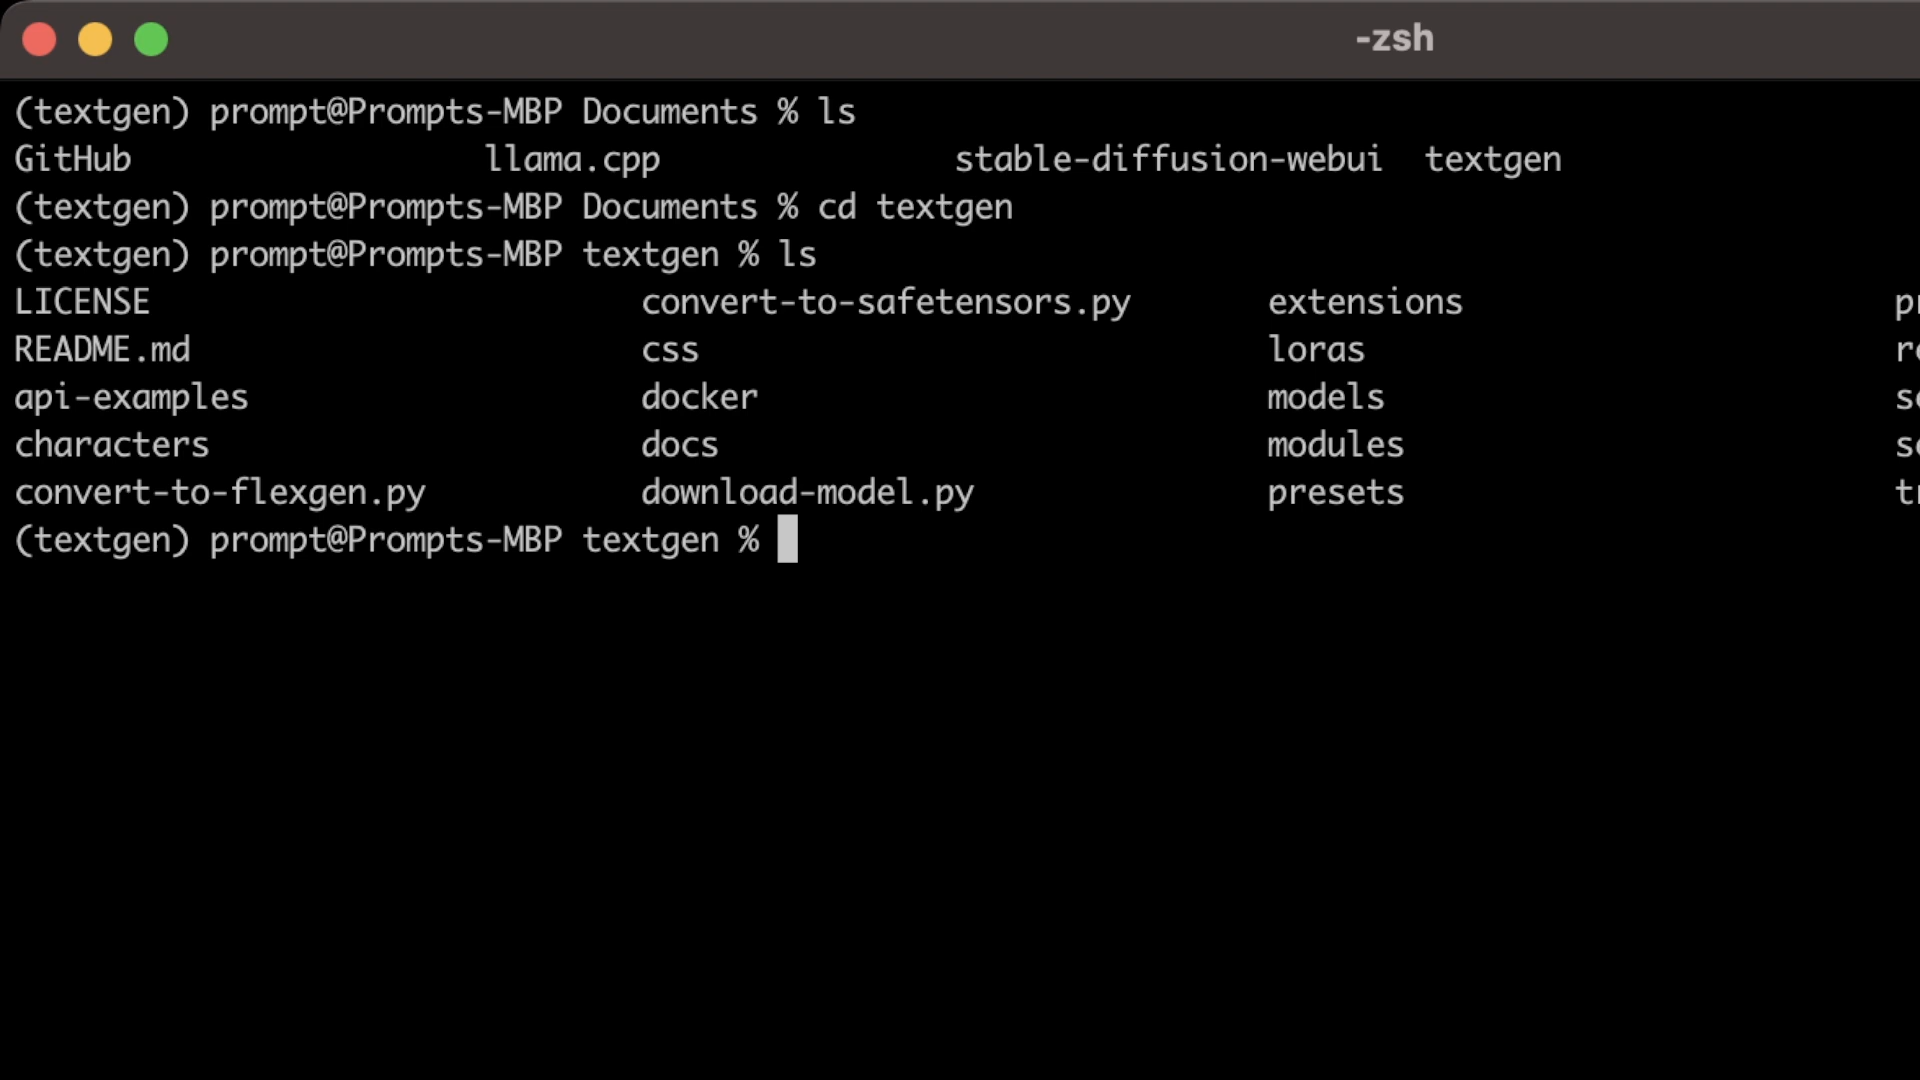 -zsh
(textgen) prompt@Prompts-MBP Documents % ls
GitHub llama.cpp stable-diffusion-webui textgen
(textgen) prompt@Prompts-MBP Documents % cd textgen
(textgen) prompt@Prompts-MBP textgen % ls
LICENSE convert-to-safetensors.py extensions
README.md css loras
api-examples docker models
characters docs modules
convert-to-flexgen.py download-model.py presets
(textgen) prompt@Prompts-MBP textgen %